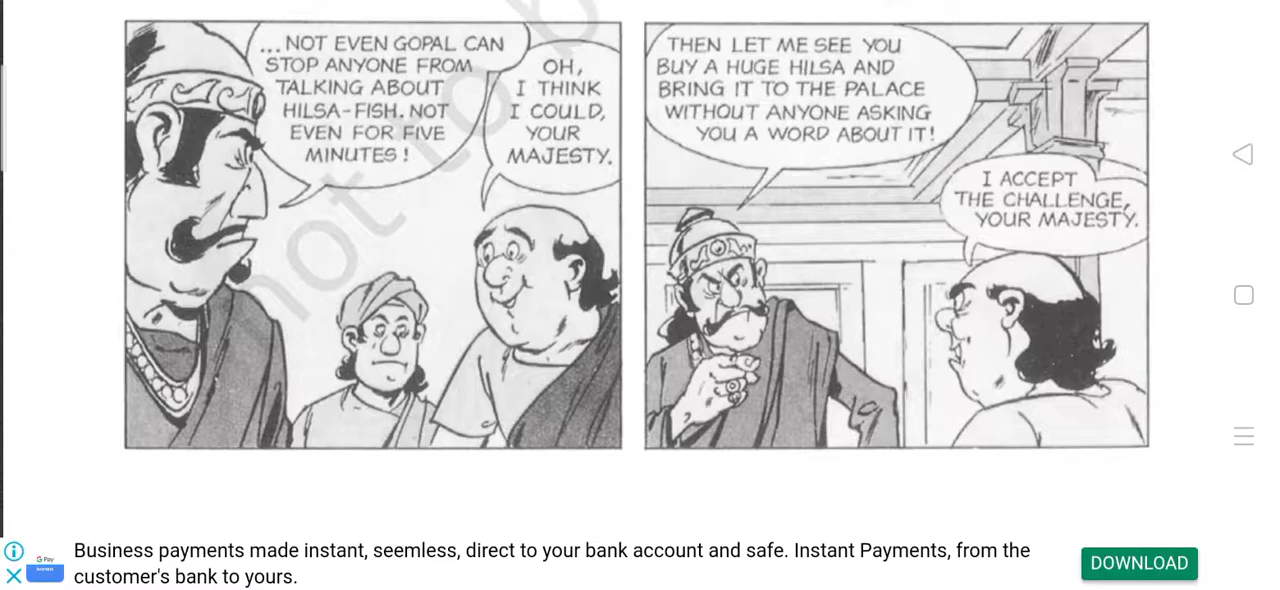 ...NOT EVEN GOPAL CAN
STOP ANYONE FROM
TALKING ABOUT
HILSA-FISH. NOT
EVEN FOR FIVE
MINUTES!
OH,
I THINK
I COULD,
YOUR
MAJESTY.
THEN LET ME SEE YOU
BUY A HUGE HILSA AND
BRING IT TO THE PALACE
WITHOUT ANYONE ASKING
YOU A WORD ABOUT IT!
I ACCEPT
THE CHALLENGE,
YOUR MAJESTY.
not to b
G Pay
Business payments made instant, seemless, direct to your bank account and safe. Instant Payments, from the
customer's bank to yours.
DOWNLOAD